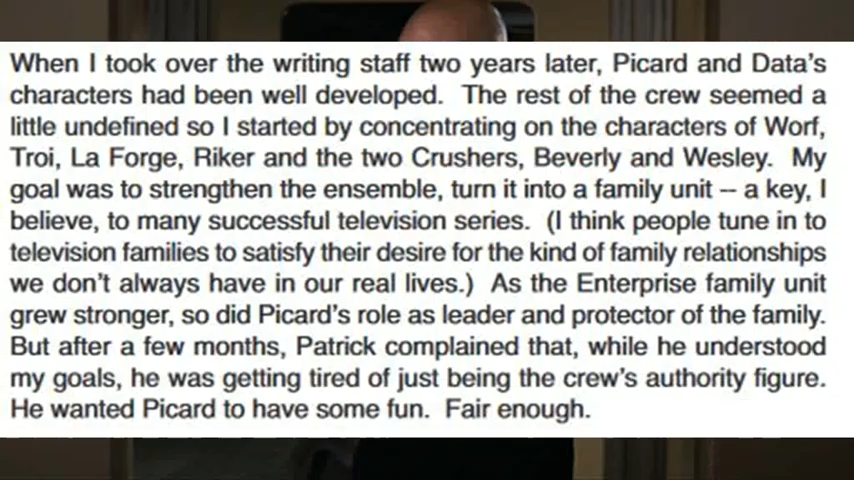 When I took over the writing staff two years later, Picard and Data's
characters had been well developed. The rest of the crew seemed a
little undefined so I started by concentrating on the characters of Worf,
Troi, La Forge, Riker and the two Crushers, Beverly and Wesley. My
goal was to strengthen the ensemble, turn it into a family unit -- a key, I
believe, to many successful television series. (I think people tune in to
television families to satisfy their desire for the kind of family relationships
we don't always have in our real lives.) As the Enterprise family unit
grew stronger, so did Picard's role as leader and protector of the family.
But after a few months, Patrick complained that, while he understood
my goals, he was getting tired of just being the crew's authority figure.
He wanted Picard to have some fun. Fair enough.